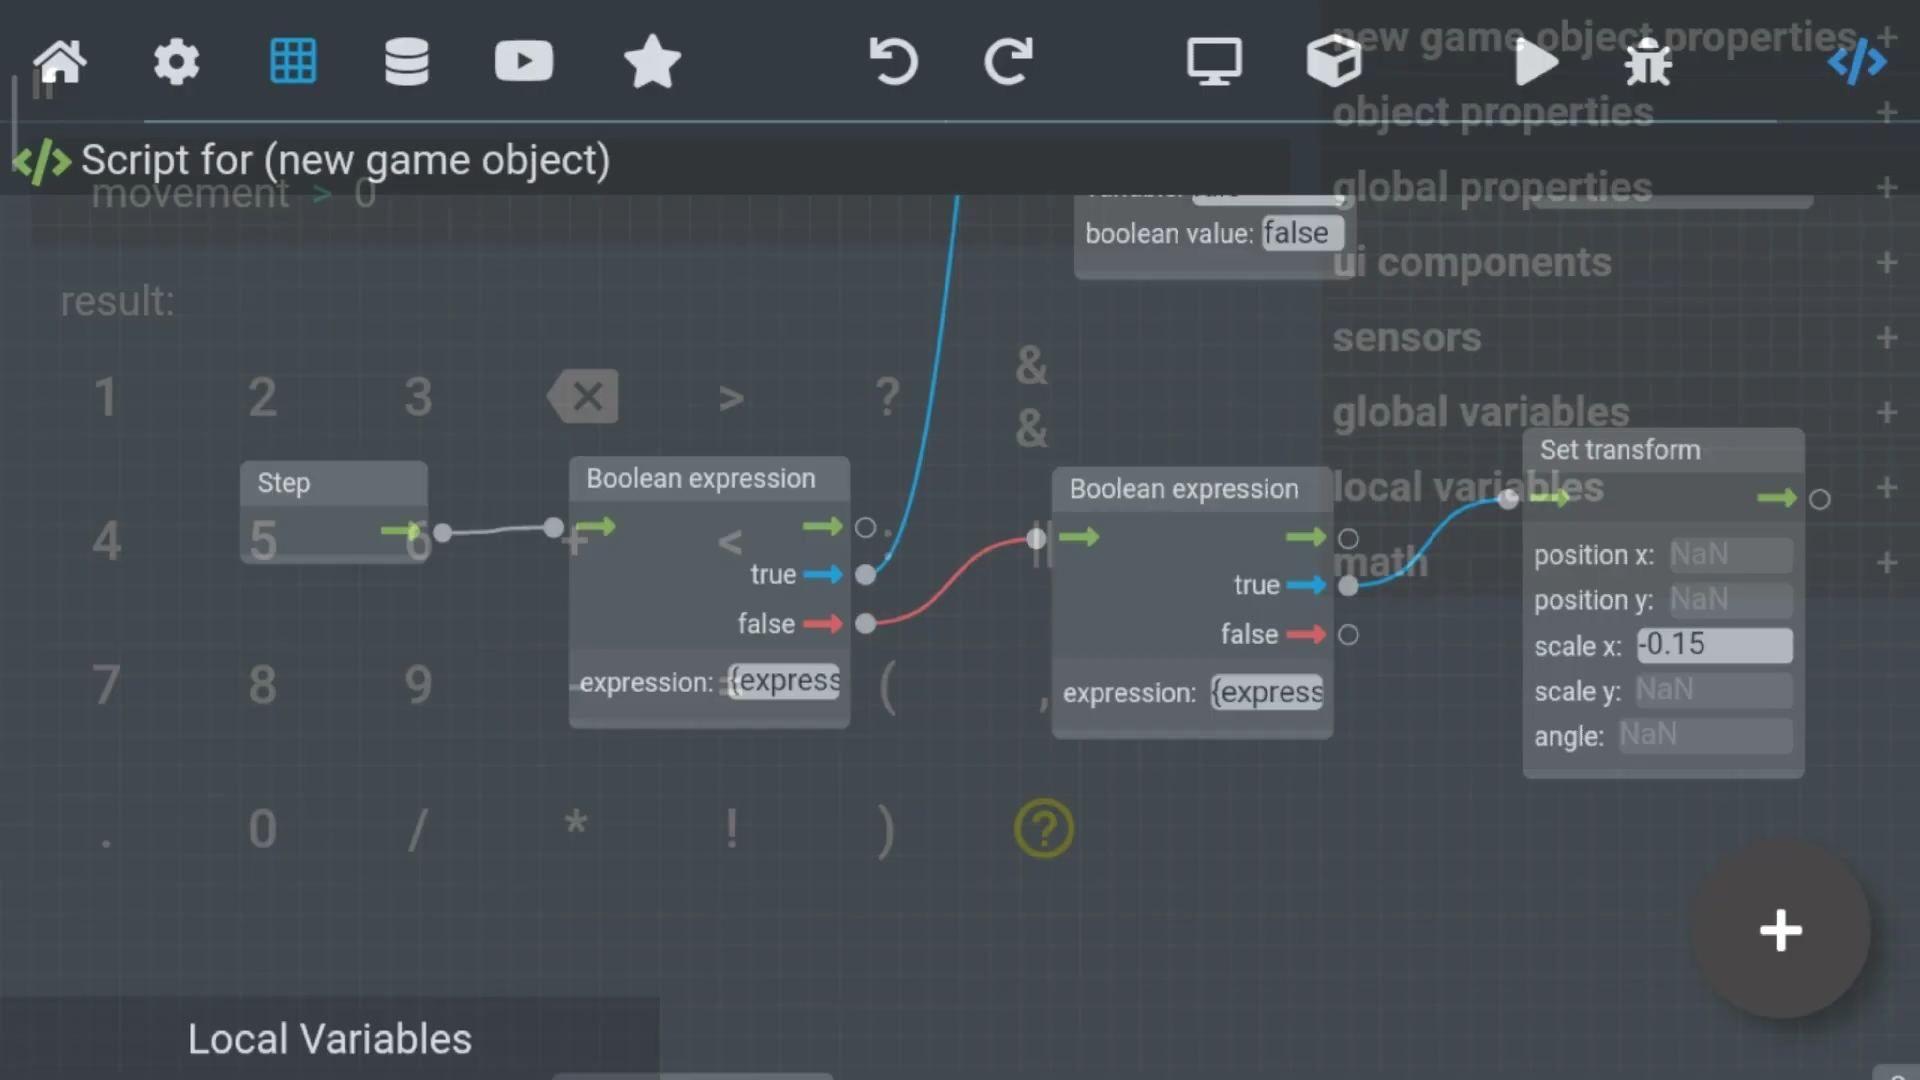 new game object properties +
</> Script for (new game object)
object properties +
movement > 0
global properties +
boolean value: false
ui components +
result:
sensors +
1 2 3 > ? &
&
global variables +
Step
Boolean expression
Boolean expression
Set transform
local variables +
4 5 6 + < :
||
math +
true
false
expression: {express
true
false
expression: {express
position x: NaN
position y: NaN
scale x: -0.15
scale y: NaN
angle: NaN
7 8 9 - = ( ,
. 0 / * ! ) ?
+
Local Variables